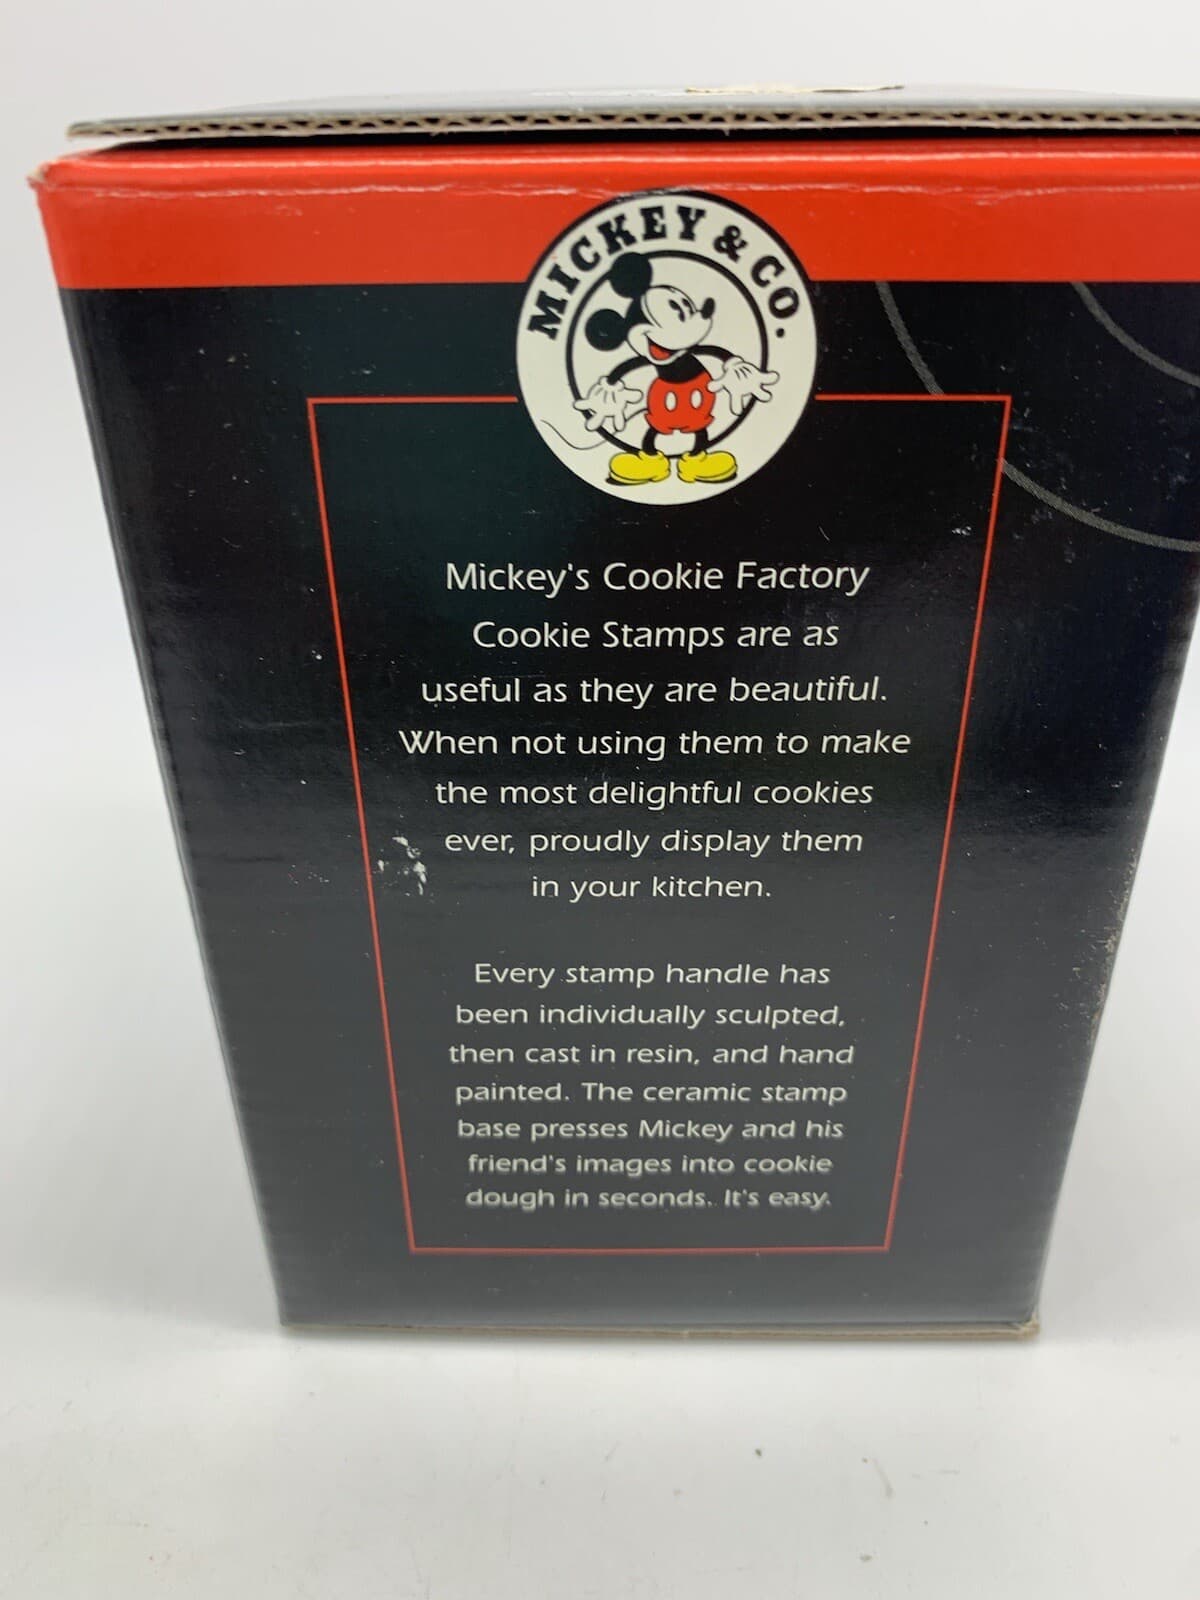 MICKEY & CO.
Mickey's Cookie Factory
Cookie Stamps are as
useful as they are beautiful.
When not using them to make
the most delightful cookies
ever, proudly display them
in your kitchen.
Every stamp handle has
been individually sculpted,
then cast in resin, and hand
painted. The ceramic stamp
base presses Mickey and his
friend's images into cookie
dough in seconds. It's easy.